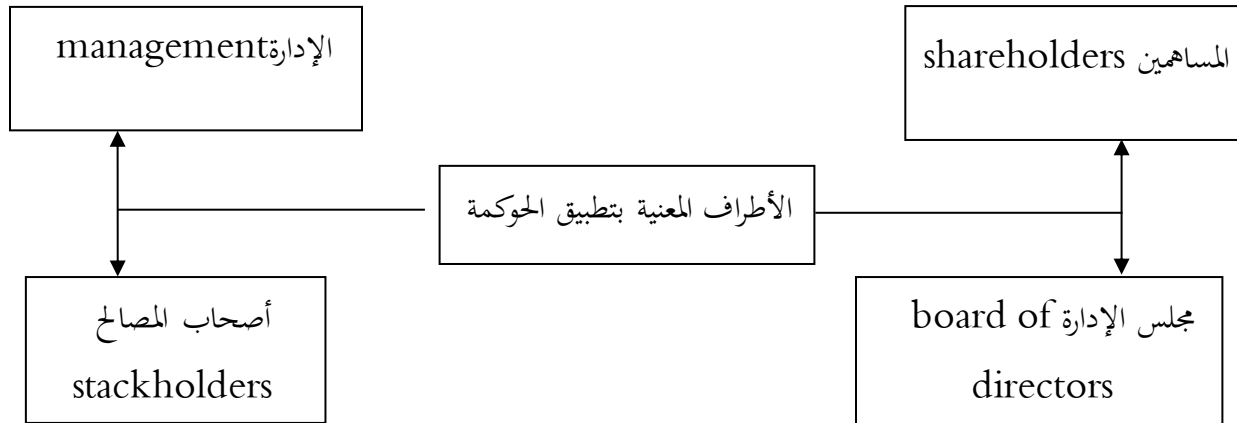 المساهمين shareholders
الإدارةmanagement
الأطراف المعنية بتطبيق الحوكمة
مجلس الإدارة board of
directors
أصحاب المصالح
stackholders